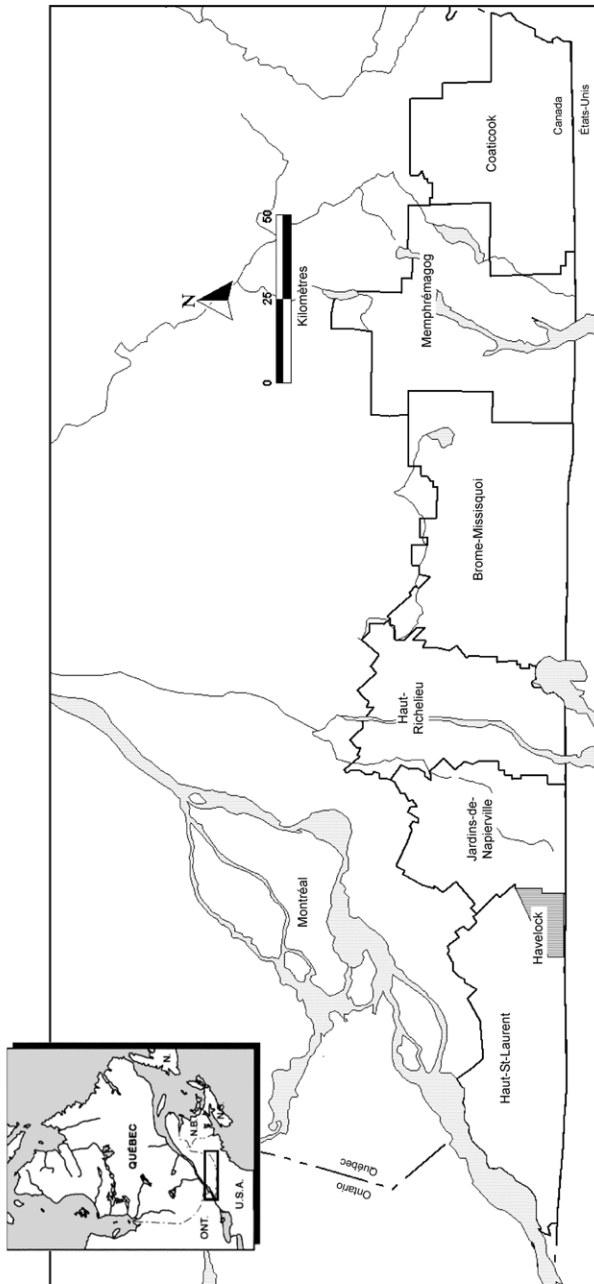 QUÉBEC
ONT.
N.B.
N.
N.S.
U.S.A.
N
0 25 50
Kilomètres
Ontario
Québec
Montréal
Haut-St-Laurent
Havelock
Jardins-de-
Napierville
Haut-
Richelieu
Brome-Missisquoi
Memphrémagog
Coaticook
Canada
États-Unis